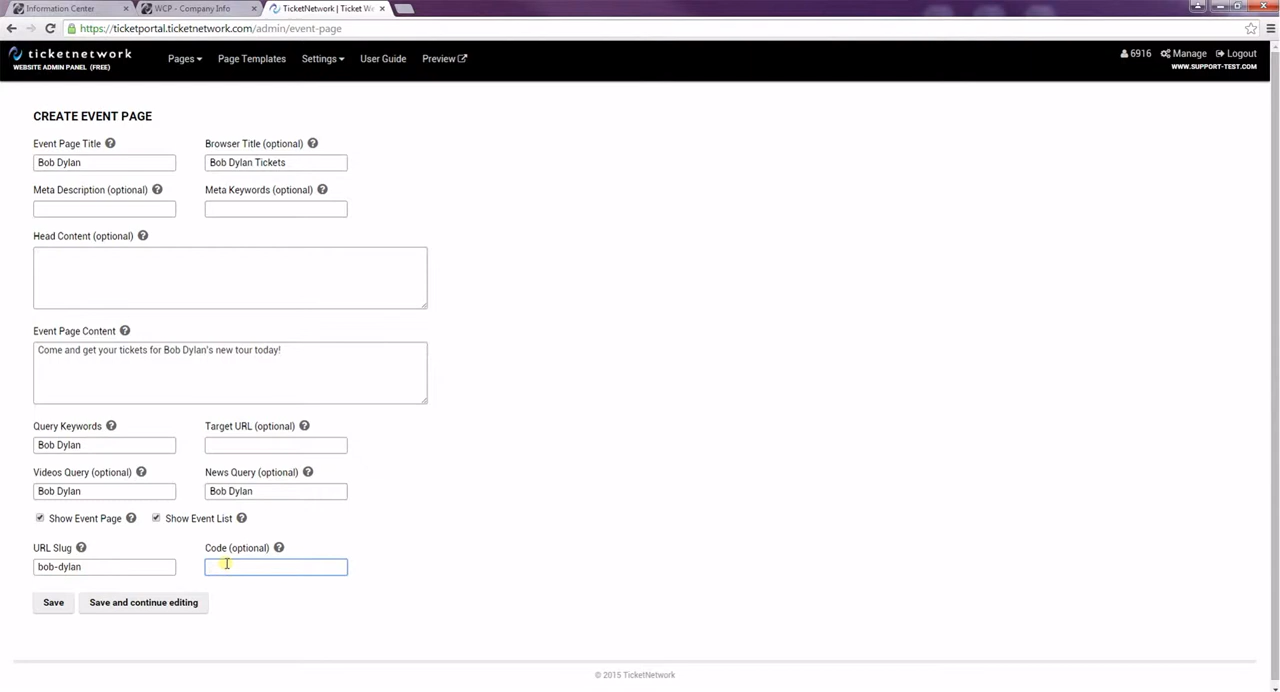 Information Center
WCP - Company Info
TicketNetwork | Ticket We
https://ticketportal.ticketnetwork.com/admin/event-page
ticketnetwork
WEBSITE ADMIN PANEL (FREE)
Pages
Page Templates
Settings
User Guide
Preview
6916
Manage
Logout
WWW.SUPPORT-TEST.COM
CREATE EVENT PAGE
Event Page Title
Browser Title (optional)
Bob Dylan
Bob Dylan Tickets
Meta Description (optional)
Meta Keywords (optional)
Head Content (optional)
Event Page Content
Come and get your tickets for Bob Dylan's new tour today!
Query Keywords
Target URL (optional)
Bob Dylan
Videos Query (optional)
News Query (optional)
Bob Dylan
Bob Dylan
Show Event Page
Show Event List
URL Slug
Code (optional)
bob-dylan
Save
Save and continue editing
© 2015 TicketNetwork